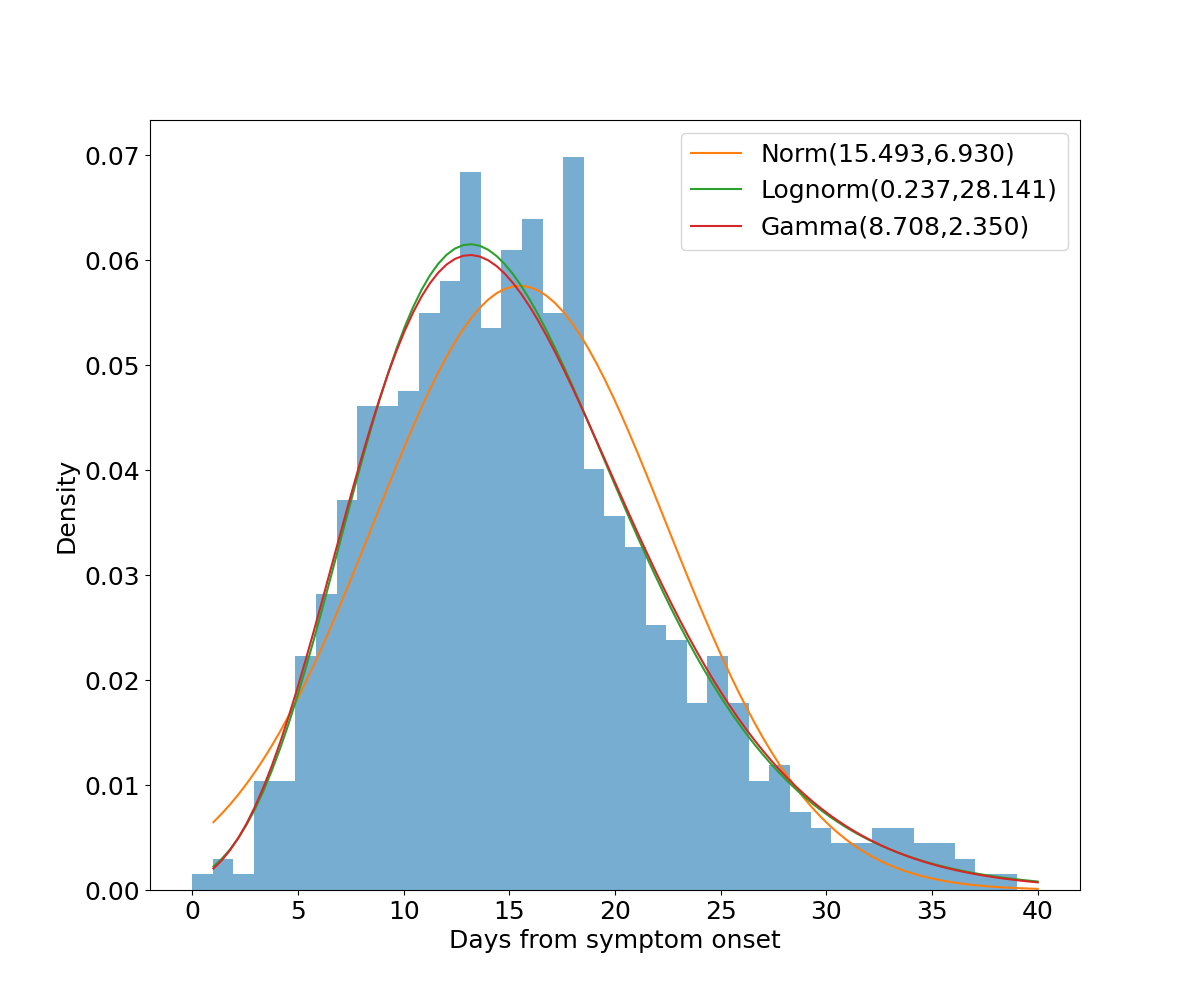 Norm(15.493,6.930)
Lognorm(0.237,28.141)
Gamma(8.708,2.350)
0.07
0.06
0.05
0.04
0.03
0.02
0.01
0.00
Density
0 5 10 15 20 25 30 35 40
Days from symptom onset